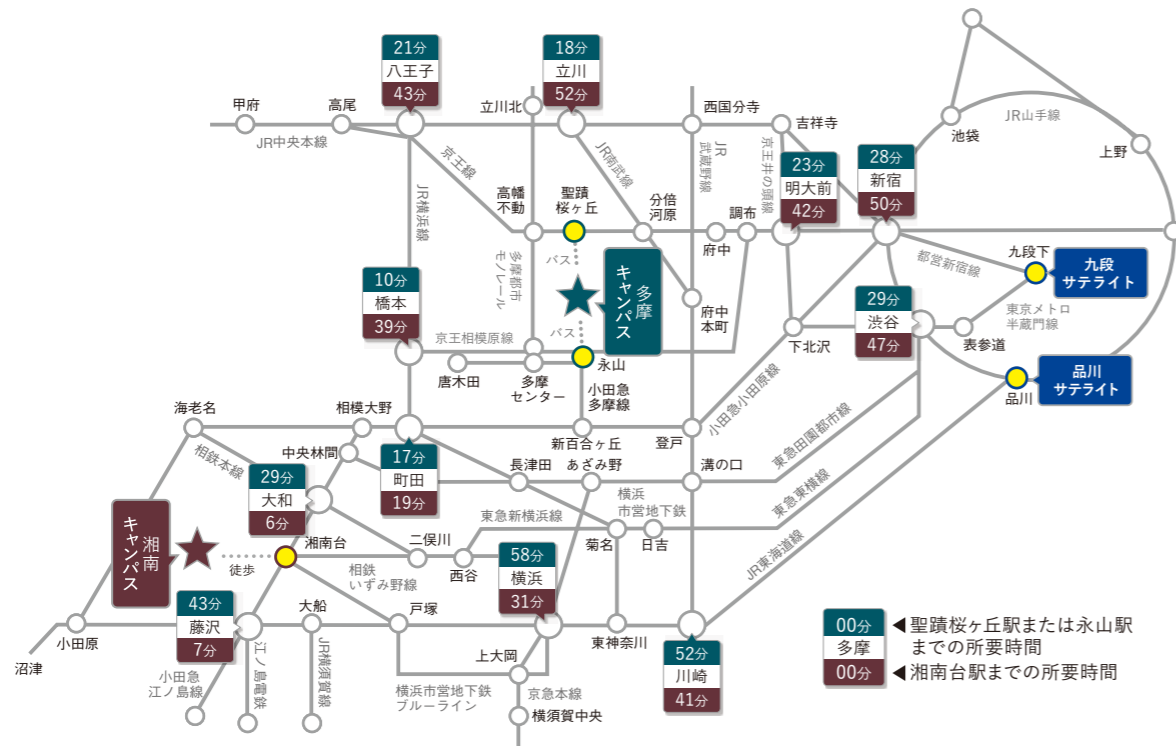 21分
八王子
43分
18分
立川
52分
甲府
高尾
立川北
西国分寺
吉祥寺
池袋
JR山手線
上野
JR中央本線
京王線
JR南武線
JR
武蔵野線
京王井の頭線
23分
明大前
42分
28分
新宿
50分
JR横浜線
高幡
不動
聖蹟
桜ヶ丘
分倍
河原
府中
調布
都営新宿線
九段下
九段
サテライト
多摩都市
モノレール
バス
多摩
キャンパス
バス
府中
本町
10分
橋本
39分
京王相模原線
永山
下北沢
29分
渋谷
47分
表参道
東京メトロ
半蔵門線
唐木田
多摩
センター
小田急
多摩線
小田急小田原線
品川
品川
サテライト
海老名
相模大野
新百合ヶ丘
登戸
東急田園都市線
相鉄本線
中央林間
17分
町田
19分
長津田
あざみ野
溝の口
29分
大和
6分
横浜
市営地下鉄
東急東横線
東急新横浜線
湘南
キャンパス
徒歩
湘南台
二俣川
西谷
菊名
日吉
相鉄
いずみ野線
58分
横浜
31分
JR東海道線
43分
藤沢
7分
大船
戸塚
東神奈川
小田原
沼津
小田急
江ノ島線
江ノ島電鉄
JR横須賀線
横浜市営地下鉄
ブルーライン
上大岡
京急本線
横須賀中央
52分
川崎
41分
00分
多摩
00分
◀聖蹟桜ヶ丘駅または永山駅
までの所要時間
◀湘南台駅までの所要時間